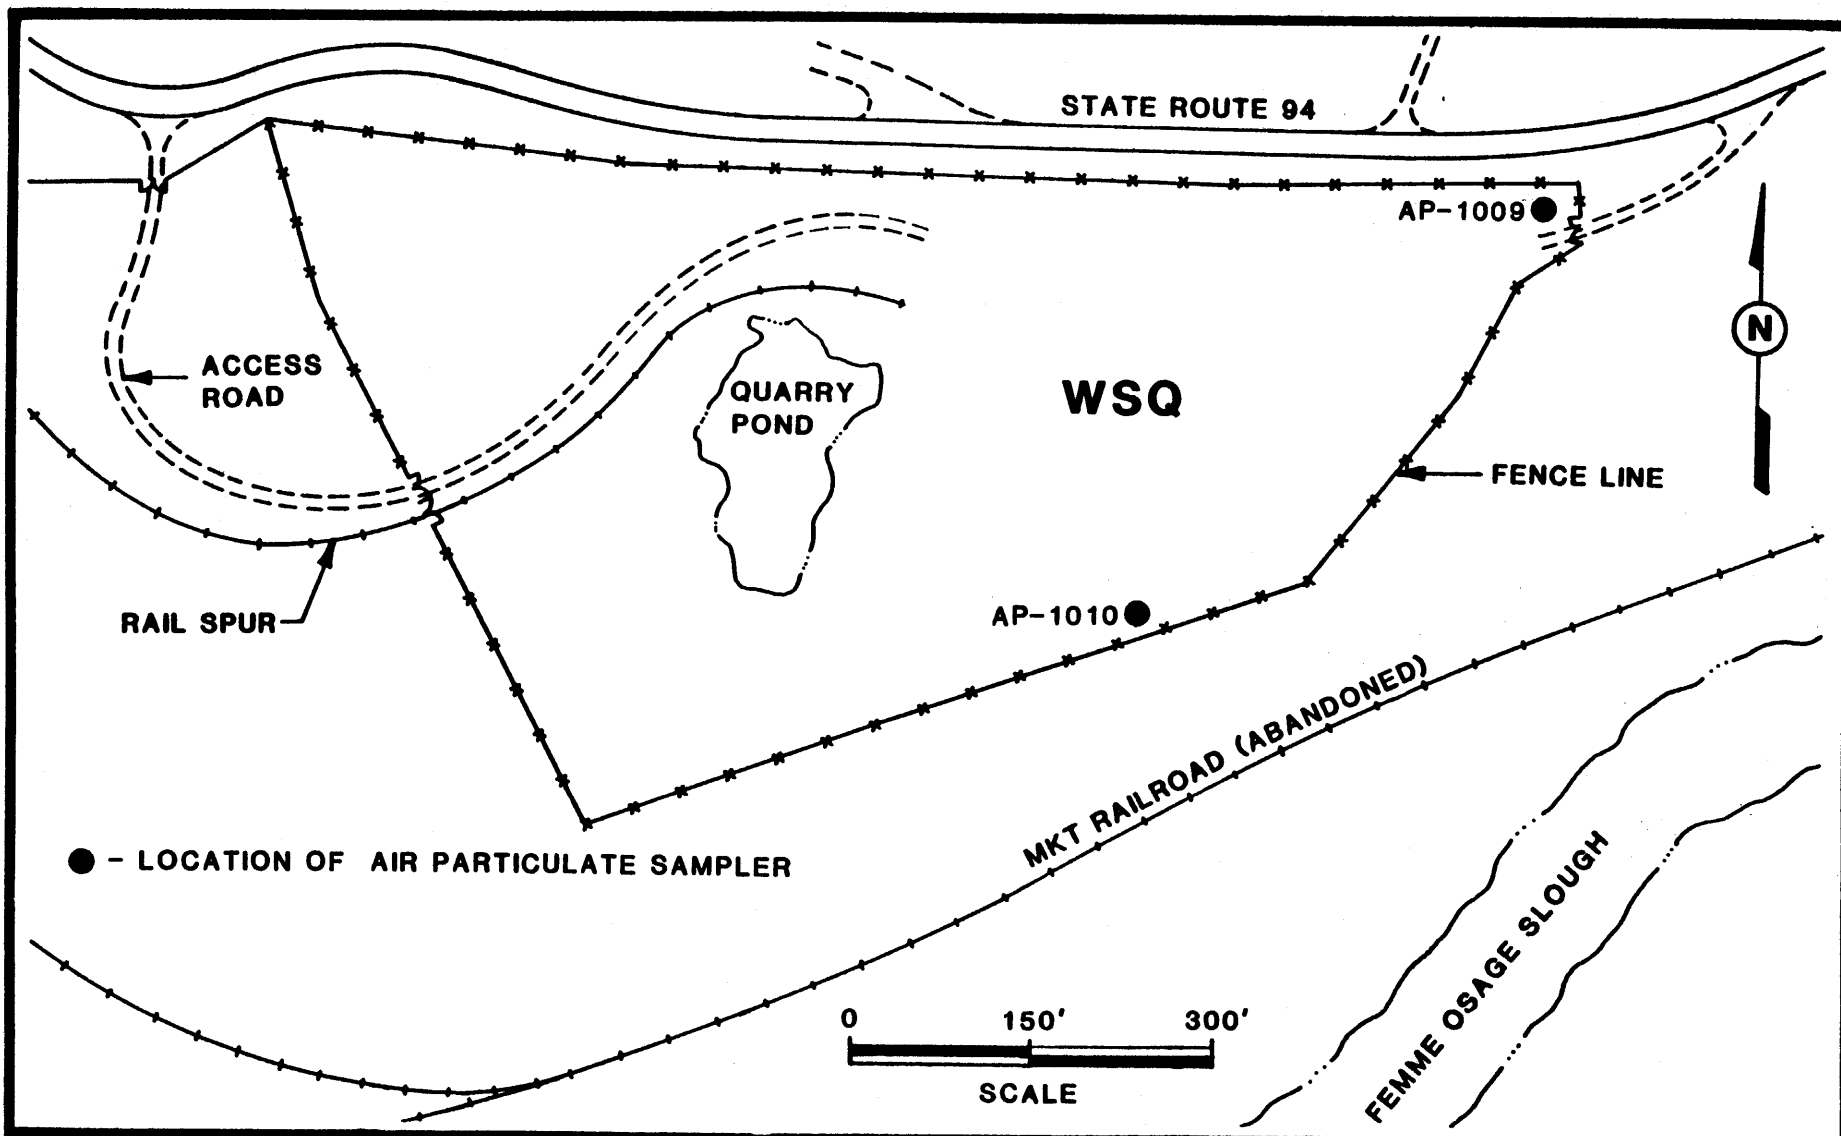 STATE ROUTE 94
AP-1009
N
ACCESS
ROAD
QUARRY
POND
WSQ
FENCE LINE
RAIL SPUR
AP-1010
MKT RAILROAD (ABANDONED)
- LOCATION OF AIR PARTICULATE SAMPLER
FEMME OSAGE SLOUGH
0 150' 300'
SCALE